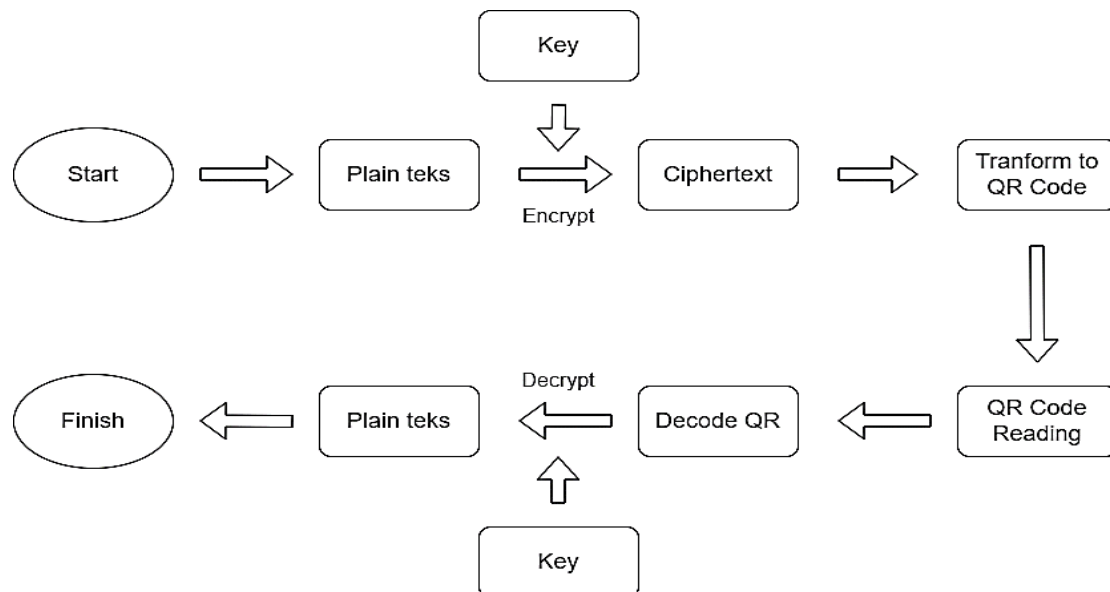 Key
Start
Plain teks
Encrypt
Ciphertext
Tranform to
QR Code
QR Code
Reading
Decode QR
Decrypt
Plain teks
Finish
Key